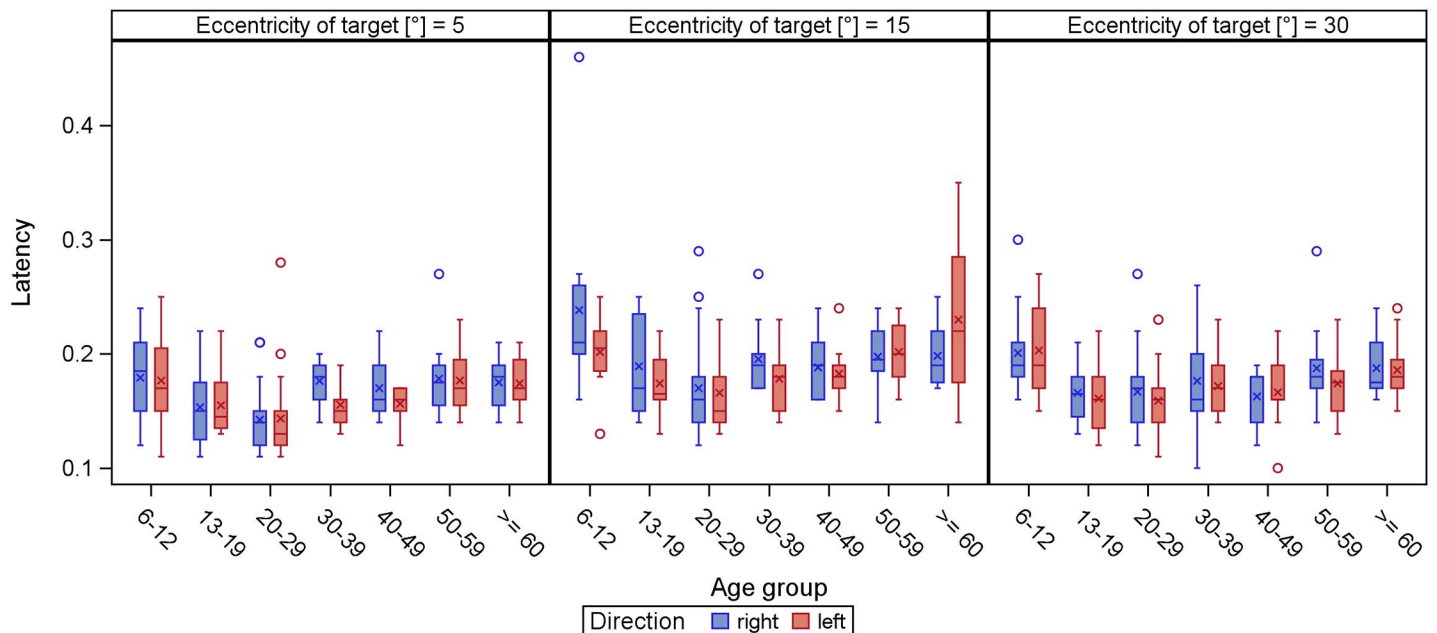 Eccentricity of target [°] = 5
Eccentricity of target [°] = 15
Eccentricity of target [°] = 30
Latency
0.4
0.3
0.2
0.1
6-12 13-19 20-29 30-39 40-49 50-59 >= 60
6-12 13-19 20-29 30-39 40-49 50-59 >= 60
6-12 13-19 20-29 30-39 40-49 50-59 >= 60
Age group
Direction right left